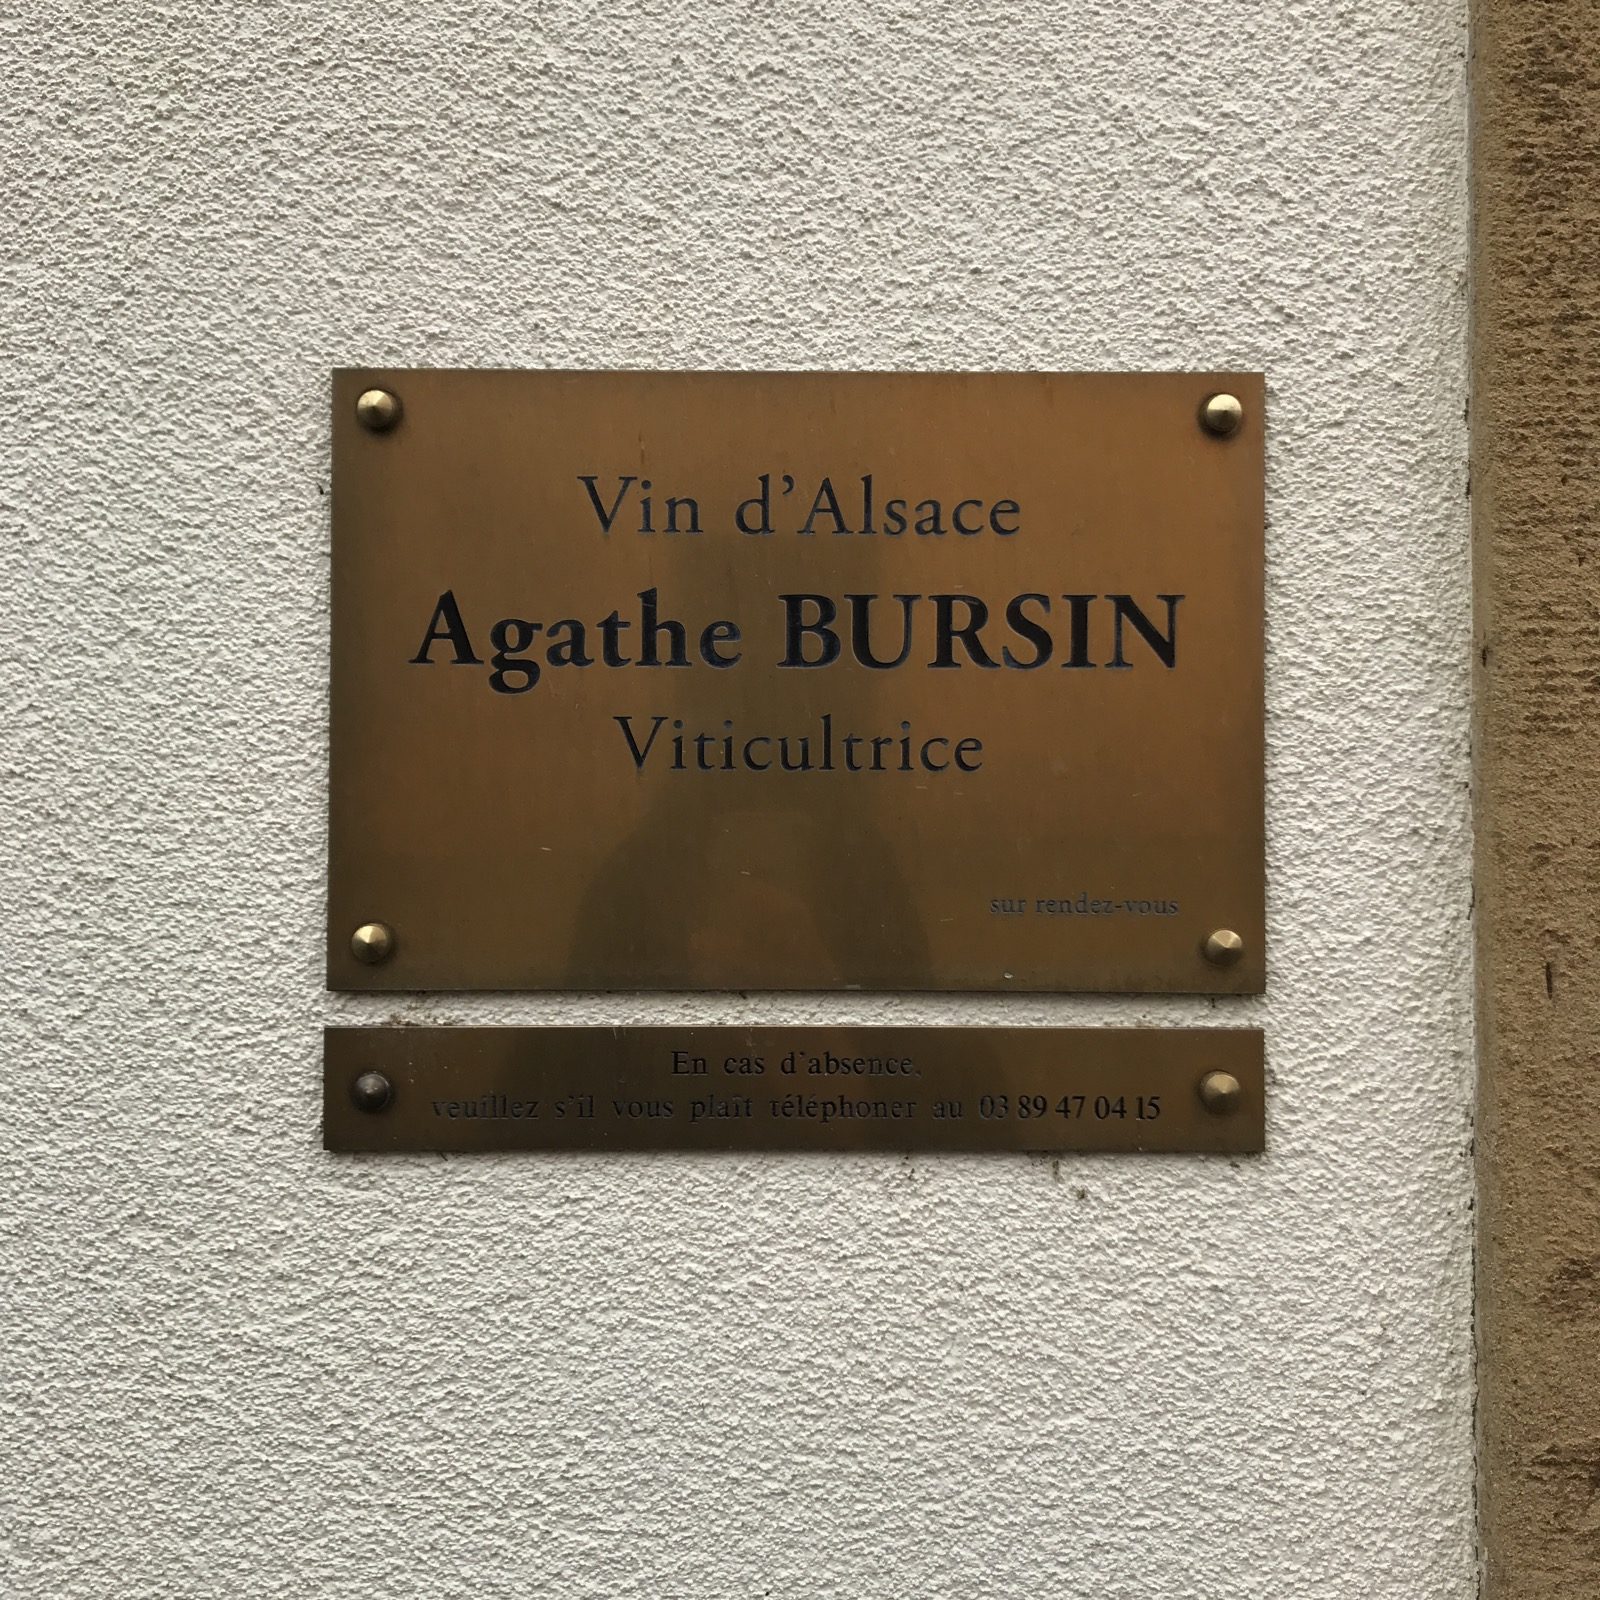 Vin d'Alsace
Agathe BURSIN
Viticultrice
sur rendez-vous
En cas d'absence,
veuillez s'il vous plaît téléphoner au 03 89 47 04 15